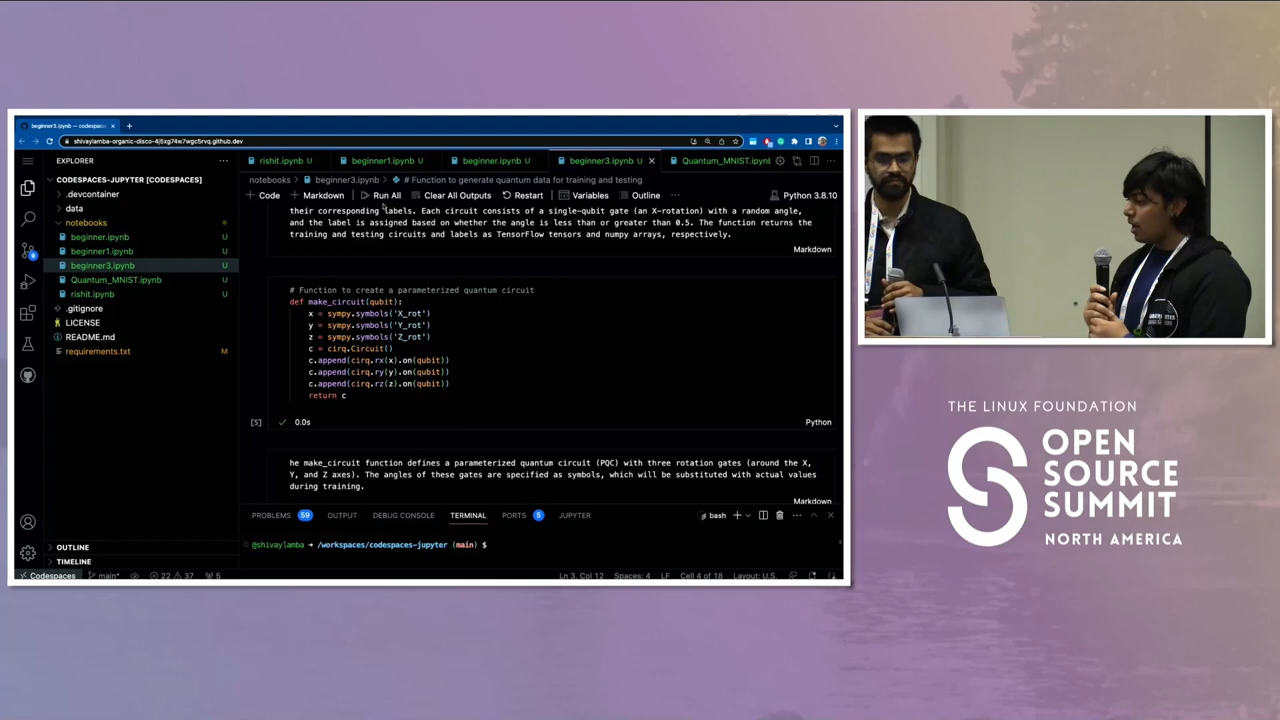 beginner3.ipynb — codespace
shivaylamba-organic-disco-4j5xg74w7wgc5rvq.github.dev
EXPLORER
rishit.ipynb U
beginner1.ipynb U
beginner.ipynb U
beginner3.ipynb U
Quantum_MNIST.ipynb
CODESPACES-JUPYTER [CODESPACES]
notebooks > beginner3.ipynb > # Function to generate quantum data for training and testing
.devcontainer
data
notebooks
beginner.ipynb U
beginner1.ipynb U
beginner3.ipynb U
Quantum_MNIST.ipynb U
rishit.ipynb U
.gitignore
LICENSE
README.md
requirements.txt M
9
+ Code + Markdown Run All Clear All Outputs Restart Variables Outline ... Python 3.8.10
their corresponding labels. Each circuit consists of a single-qubit gate (an X-rotation) with a random angle,
and the label is assigned based on whether the angle is less than or greater than 0.5. The function returns the
training and testing circuits and labels as TensorFlow tensors and numpy arrays, respectively.
Markdown
# Function to create a parameterized quantum circuit
def make_circuit(qubit):
x = sympy.symbols('X_rot')
y = sympy.symbols('Y_rot')
z = sympy.symbols('Z_rot')
c = cirq.Circuit()
c.append(cirq.rx(x).on(qubit))
c.append(cirq.ry(y).on(qubit))
c.append(cirq.rz(z).on(qubit))
return c
[5] 0.0s Python
he make_circuit function defines a parameterized quantum circuit (PQC) with three rotation gates (around the X,
Y, and Z axes). The angles of these gates are specified as symbols, which will be substituted with actual values
during training.
Markdown
PROBLEMS 59 OUTPUT DEBUG CONSOLE TERMINAL PORTS 5 JUPYTER
bash
@shivaylamba → /workspaces/codespaces-jupyter (main) $
OUTLINE
TIMELINE
Codespaces main* 22 37 5 Ln 3, Col 12 Spaces: 4 LF Cell 4 of 18 Layout: U.S.
THE LINUX FOUNDATION
OPEN
SOURCE
SUMMIT
NORTH AMERICA